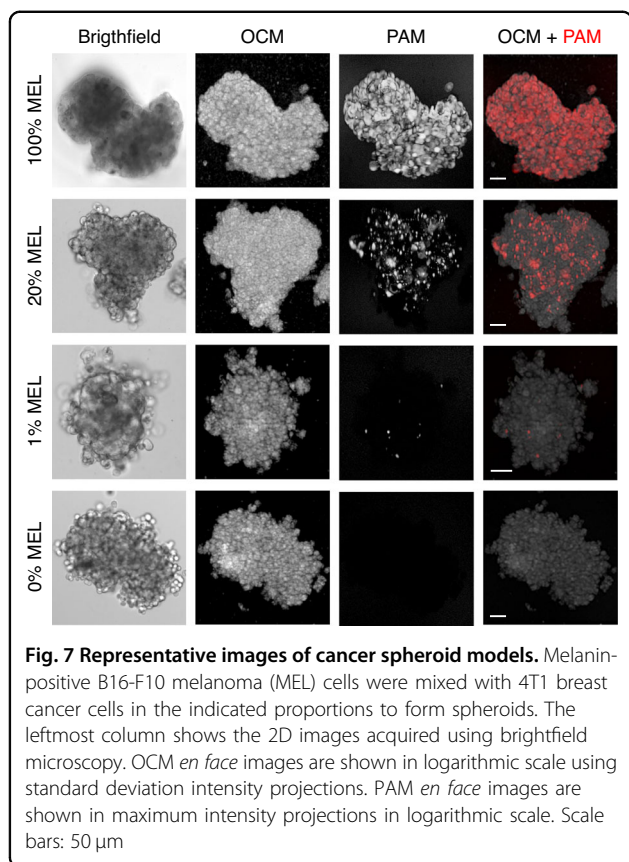 Brigthfield OCM PAM OCM + PAM
100% MEL
20% MEL
1% MEL
0% MEL
Fig. 7 Representative images of cancer spheroid models. Melanin-
positive B16-F10 melanoma (MEL) cells were mixed with 4T1 breast
cancer cells in the indicated proportions to form spheroids. The
leftmost column shows the 2D images acquired using brightfield
microscopy. OCM en face images are shown in logarithmic scale using
standard deviation intensity projections. PAM en face images are
shown in maximum intensity projections in logarithmic scale. Scale
bars: 50 µm